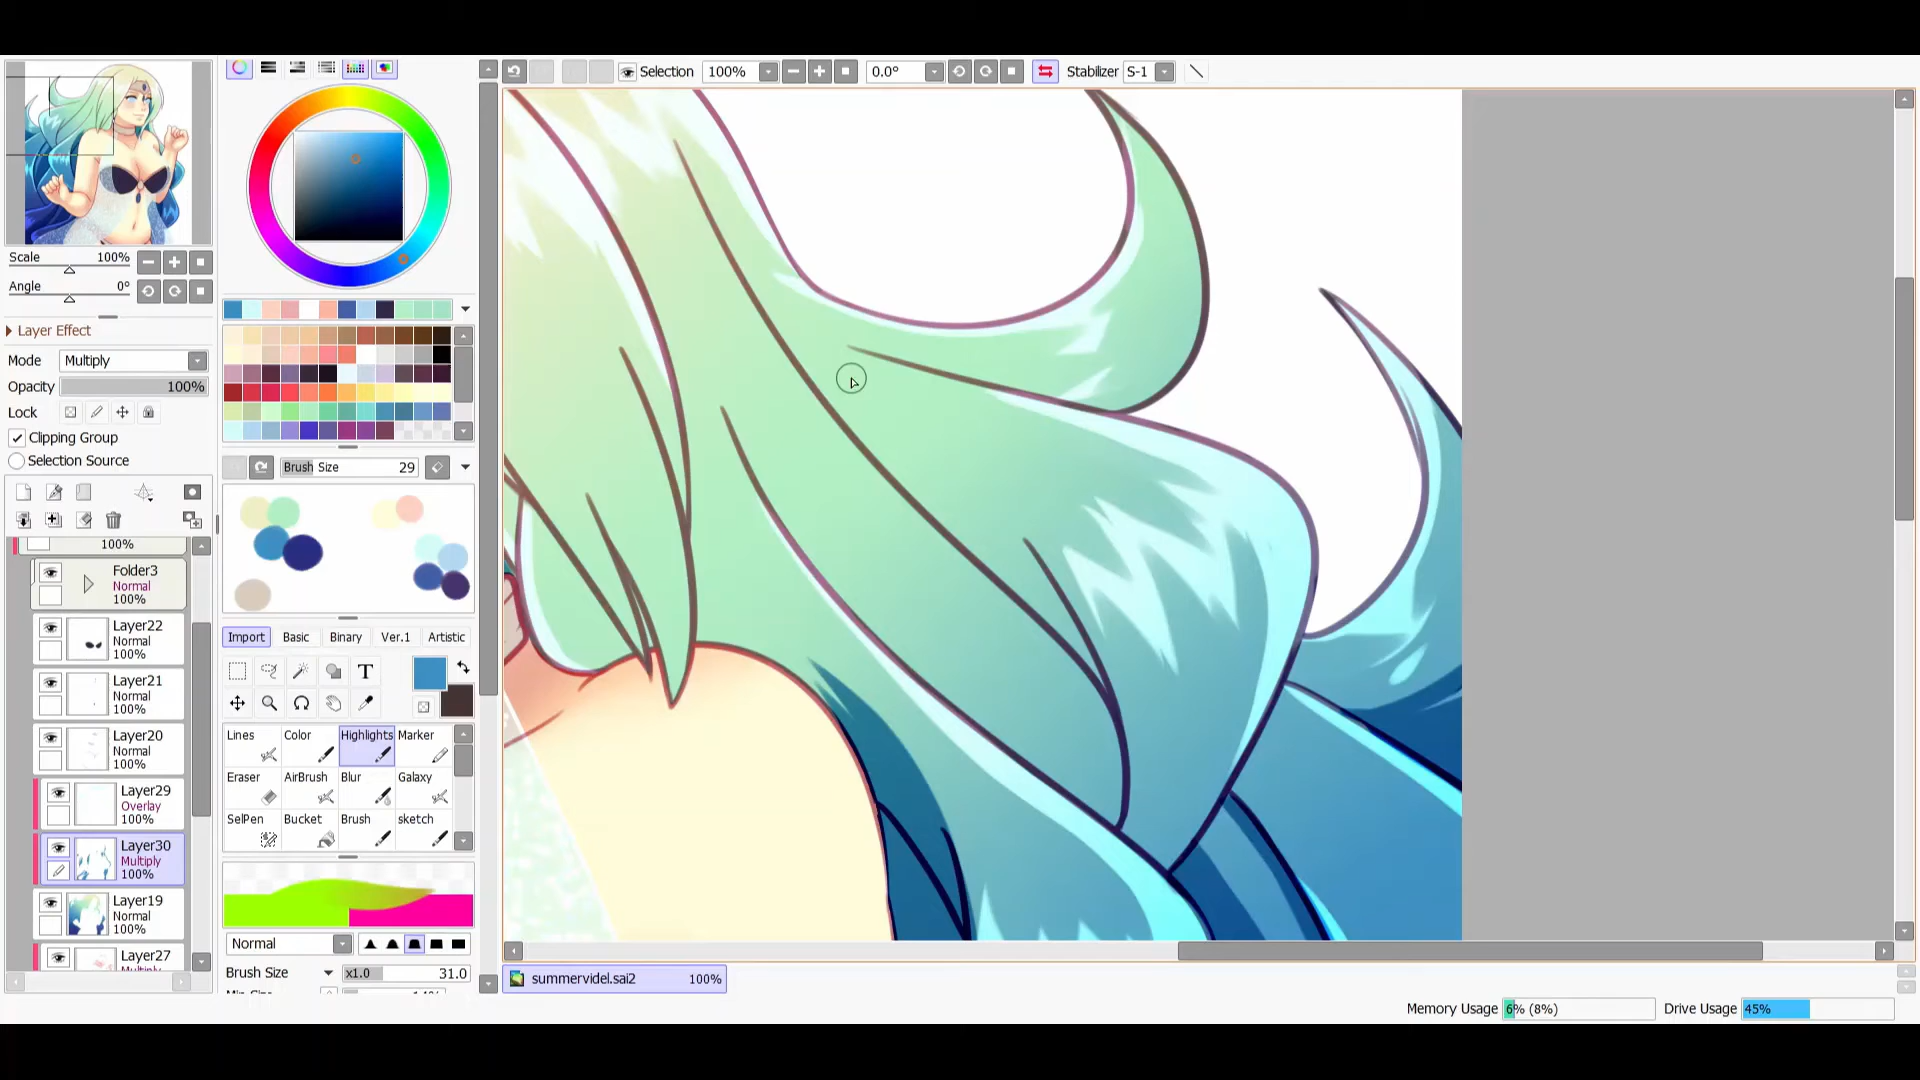 Selection 100% 0.0° Stabilizer S-1
Scale 100%
Angle 0°
Layer Effect
Mode Multiply
Opacity 100%
Lock
Clipping Group
Selection Source
100%
Folder3
Normal
100%
Layer22
Normal
100%
Layer21
Normal
100%
Layer20
Normal
100%
Layer29
Overlay
100%
Layer30
Multiply
100%
Layer19
Normal
100%
Layer27
Multiply
Brush Size 29
Import Basic Binary Ver.1 Artistic
T
Lines Color Highlights Marker
Eraser AirBrush Blur Galaxy
SelPen Bucket Brush sketch
Normal
Brush Size x1.0 31.0
summervidel.sai2 100%
Memory Usage 6% (8%) Drive Usage 45%